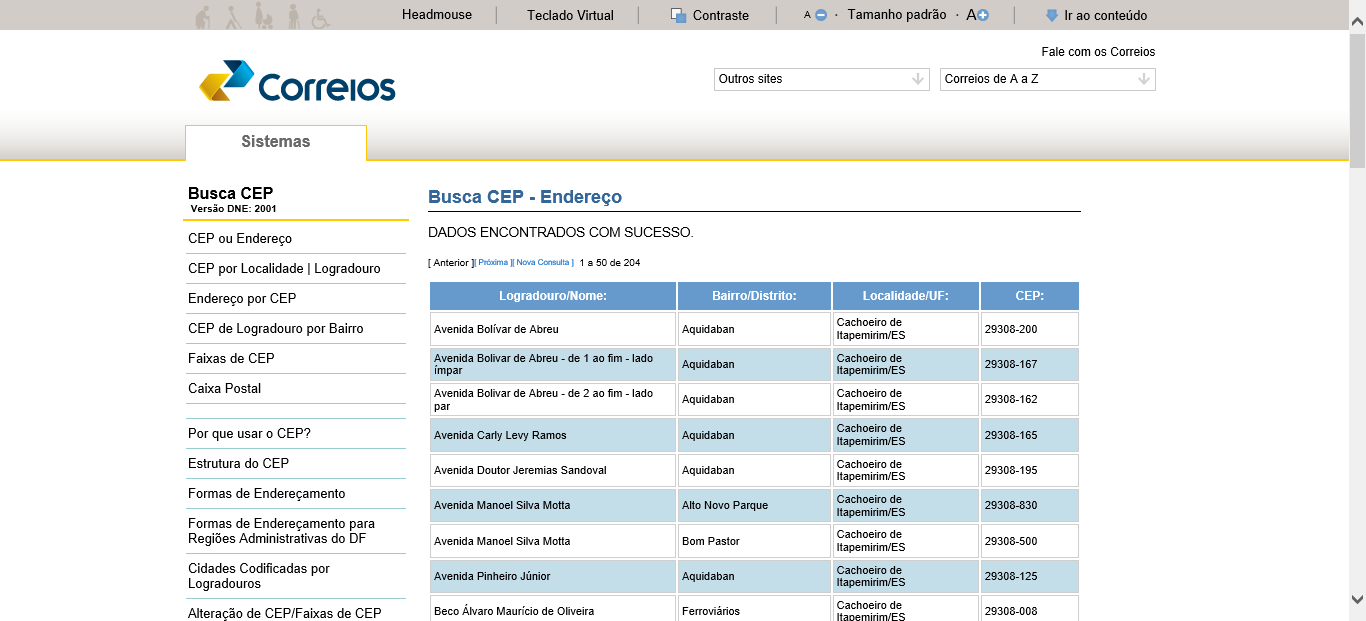 Headmouse
Teclado Virtual
Contraste
A · Tamanho padrão · A
Ir ao conteúdo
Fale com os Correios
Correios
Outros sites
Correios de A a Z
Sistemas
Busca CEP
Versão DNE: 2001
CEP ou Endereço
CEP por Localidade | Logradouro
Endereço por CEP
CEP de Logradouro por Bairro
Faixas de CEP
Caixa Postal
Por que usar o CEP?
Estrutura do CEP
Formas de Endereçamento
Formas de Endereçamento para
Regiões Administrativas do DF
Cidades Codificadas por
Logradouros
Alteração de CEP/Faixas de CEP
Busca CEP - Endereço
DADOS ENCONTRADOS COM SUCESSO.
[ Anterior ][ Próxima ][ Nova Consulta ] 1 a 50 de 204
Logradouro/Nome: Bairro/Distrito: Localidade/UF: CEP:
Avenida Bolívar de Abreu
Aquidaban
Cachoeiro de
Itapemirim/ES
29308-200
Avenida Bolivar de Abreu - de 1 ao fim - lado
ímpar
Aquidaban
Cachoeiro de
Itapemirim/ES
29308-167
Avenida Bolivar de Abreu - de 2 ao fim - lado
par
Aquidaban
Cachoeiro de
Itapemirim/ES
29308-162
Avenida Carly Levy Ramos
Aquidaban
Cachoeiro de
Itapemirim/ES
29308-165
Avenida Doutor Jeremias Sandoval
Aquidaban
Cachoeiro de
Itapemirim/ES
29308-195
Avenida Manoel Silva Motta
Alto Novo Parque
Cachoeiro de
Itapemirim/ES
29308-830
Avenida Manoel Silva Motta
Bom Pastor
Cachoeiro de
Itapemirim/ES
29308-500
Avenida Pinheiro Júnior
Aquidaban
Cachoeiro de
Itapemirim/ES
29308-125
Beco Álvaro Maurício de Oliveira
Ferroviários
Cachoeiro de
Itapemirim/ES
29308-008